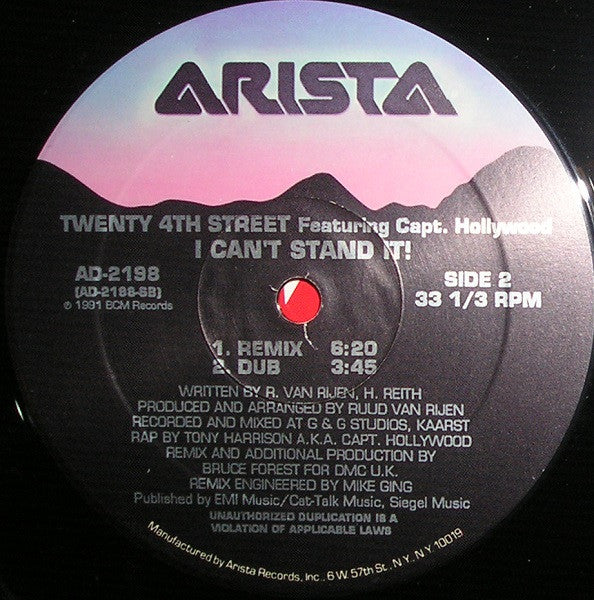 ARISTA
TWENTY 4TH STREET Featuring Capt. Hollywood
I CAN'T STAND IT!
AD-2198
(AD-2198-SB)
℗ 1991 BCM Records
SIDE 2
33 1/3 RPM
1. REMIX 6:20
2. DUB 3:45
WRITTEN BY R. VAN RIJEN, H. REITH
PRODUCED AND ARRANGED BY RUUD VAN RIJEN
RECORDED AND MIXED AT G & G STUDIOS, KAARST
RAP BY TONY HARRISON A.K.A. CAPT. HOLLYWOOD
REMIX AND ADDITIONAL PRODUCTION BY
BRUCE FOREST FOR DMC U.K.
REMIX ENGINEERED BY MIKE GING
Published by EMI Music/Cat-Talk Music, Siegel Music
UNAUTHORIZED DUPLICATION IS A
VIOLATION OF APPLICABLE LAWS
Manufactured by Arista Records, Inc., 6 W. 57th St., N.Y., N.Y. 10019